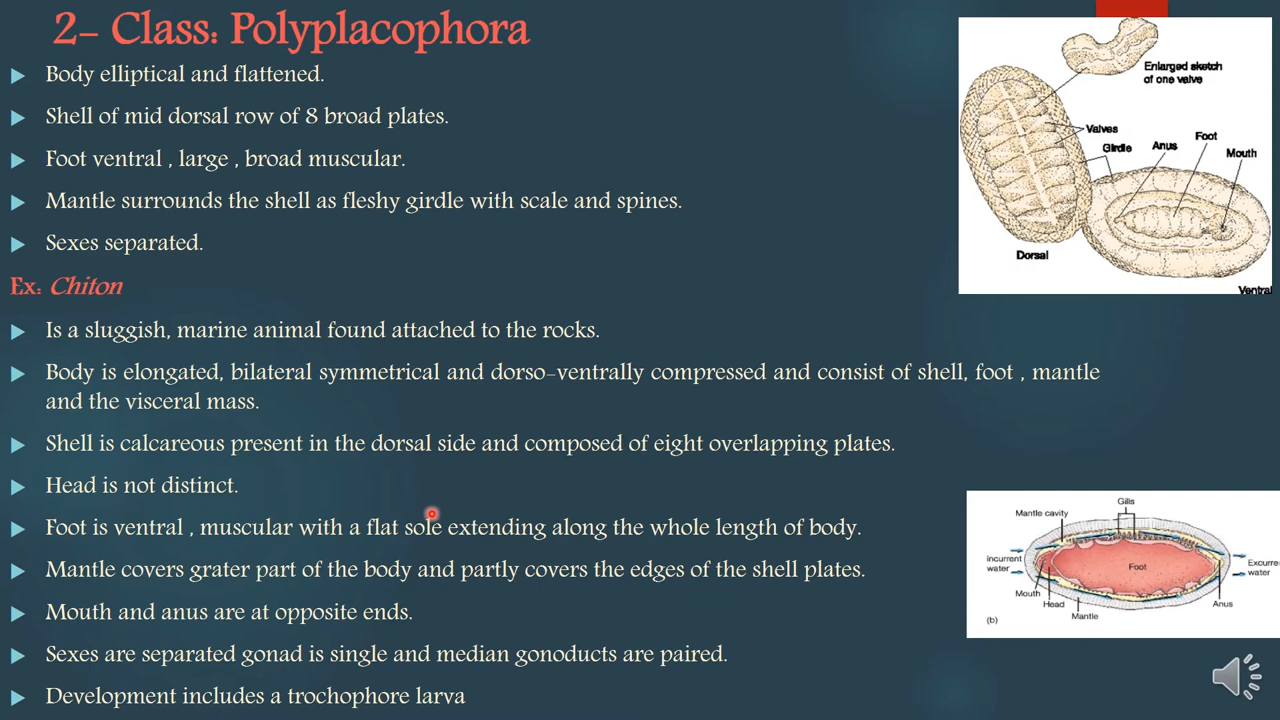 2- Class: Polyplacophora
Body elliptical and flattened.
Shell of mid dorsal row of 8 broad plates.
Foot ventral , large , broad muscular.
Mantle surrounds the shell as fleshy girdle with scale and spines.
Sexes separated.
Ex: Chiton
Is a sluggish, marine animal found attached to the rocks.
Body is elongated, bilateral symmetrical and dorso-ventrally compressed and consist of shell, foot , mantle
and the visceral mass.
Shell is calcareous present in the dorsal side and composed of eight overlapping plates.
Head is not distinct.
Foot is ventral , muscular with a flat sole extending along the whole length of body.
Mantle covers grater part of the body and partly covers the edges of the shell plates.
Mouth and anus are at opposite ends.
Sexes are separated gonad is single and median gonoducts are paired.
Development includes a trochophore larva
Enlarged sketch
of one valve
Valves
Girdle
Anus
Foot
Mouth
Dorsal
Ventral
Gills
Mantle cavity
Incurrent
water
Foot
Excurre
water
Mouth
Head
Mantle
Anus
(b)